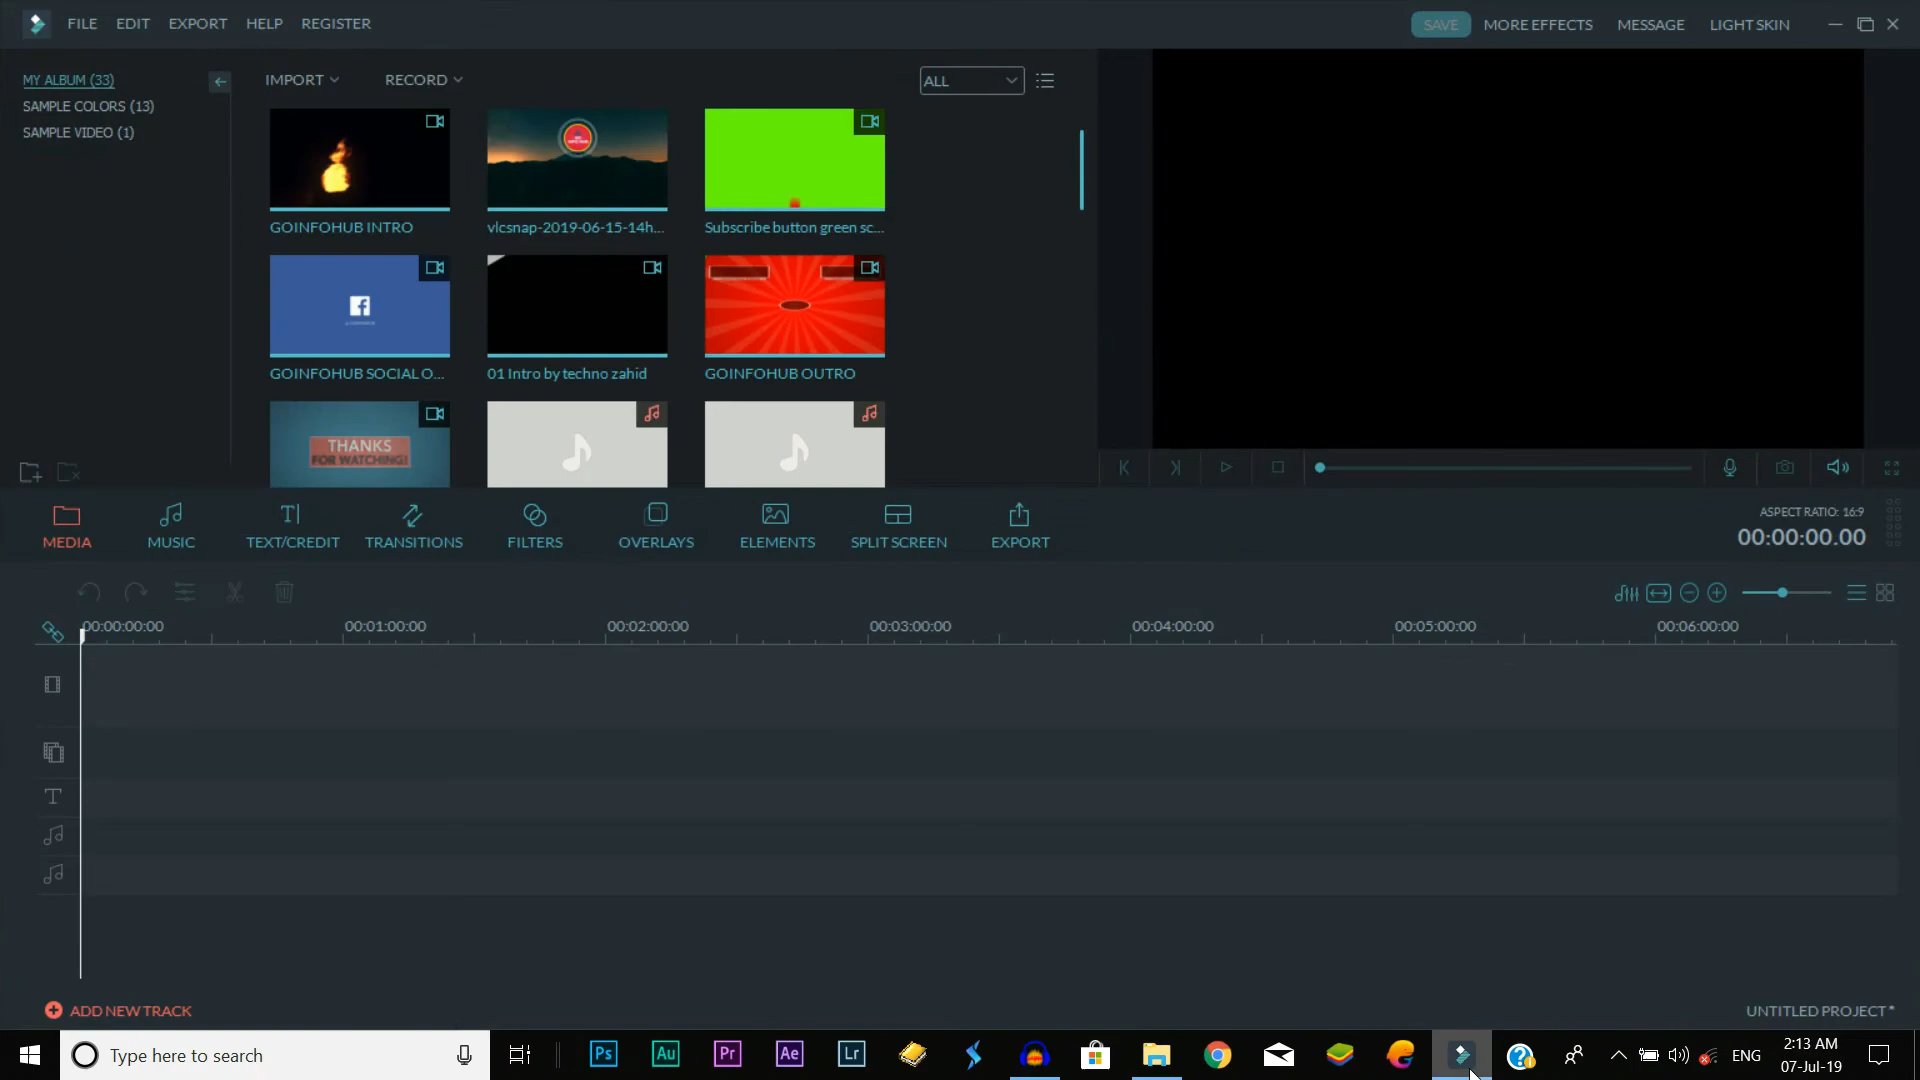 FILE EDIT EXPORT HELP REGISTER
SAVE MORE EFFECTS MESSAGE LIGHT SKIN
MY ALBUM (33)
SAMPLE COLORS (13)
SAMPLE VIDEO (1)
IMPORT RECORD ALL
GOINFOHUB INTRO vlcsnap-2019-06-15-14h... Subscribe button green sc...
GOINFOHUB SOCIAL O... 01 Intro by techno zahid GOINFOHUB OUTRO
THANKS
FOR WATCHING!
MEDIA MUSIC TEXT/CREDIT TRANSITIONS FILTERS OVERLAYS ELEMENTS SPLIT SCREEN EXPORT
ASPECT RATIO: 16:9
00:00:00.00
00:00:00:00 00:01:00:00 00:02:00:00 00:03:00:00 00:04:00:00 00:05:00:00 00:06:00:00
ADD NEW TRACK
UNTITLED PROJECT *
Type here to search
Ps Au Pr Ae Lr
ENG
2:13 AM
07-Jul-19